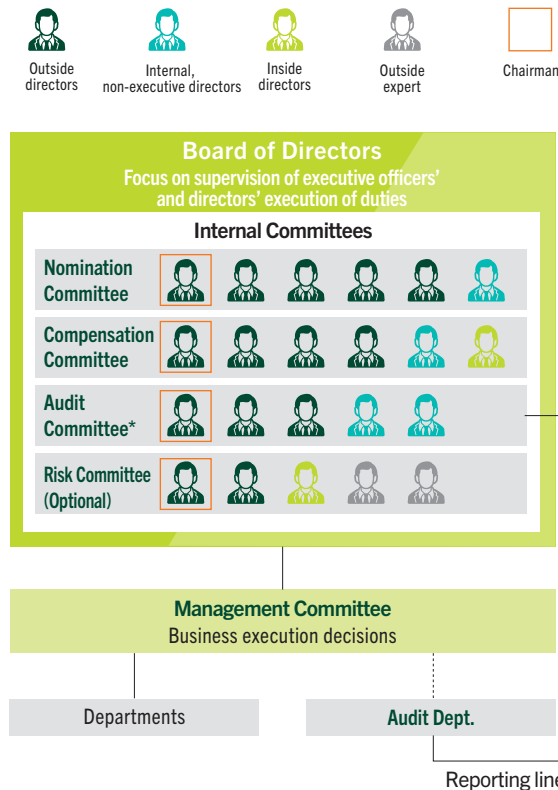 Outside
directors
Internal,
non-executive directors
Inside
directors
Outside
expert
Chairman
Board of Directors
Focus on supervision of executive officers'
and directors' execution of duties
Internal Committees
Nomination
Committee
Compensation
Committee
Audit
Committee*
Risk Committee
(Optional)
Management Committee
Business execution decisions
Departments
Audit Dept.
Reporting line